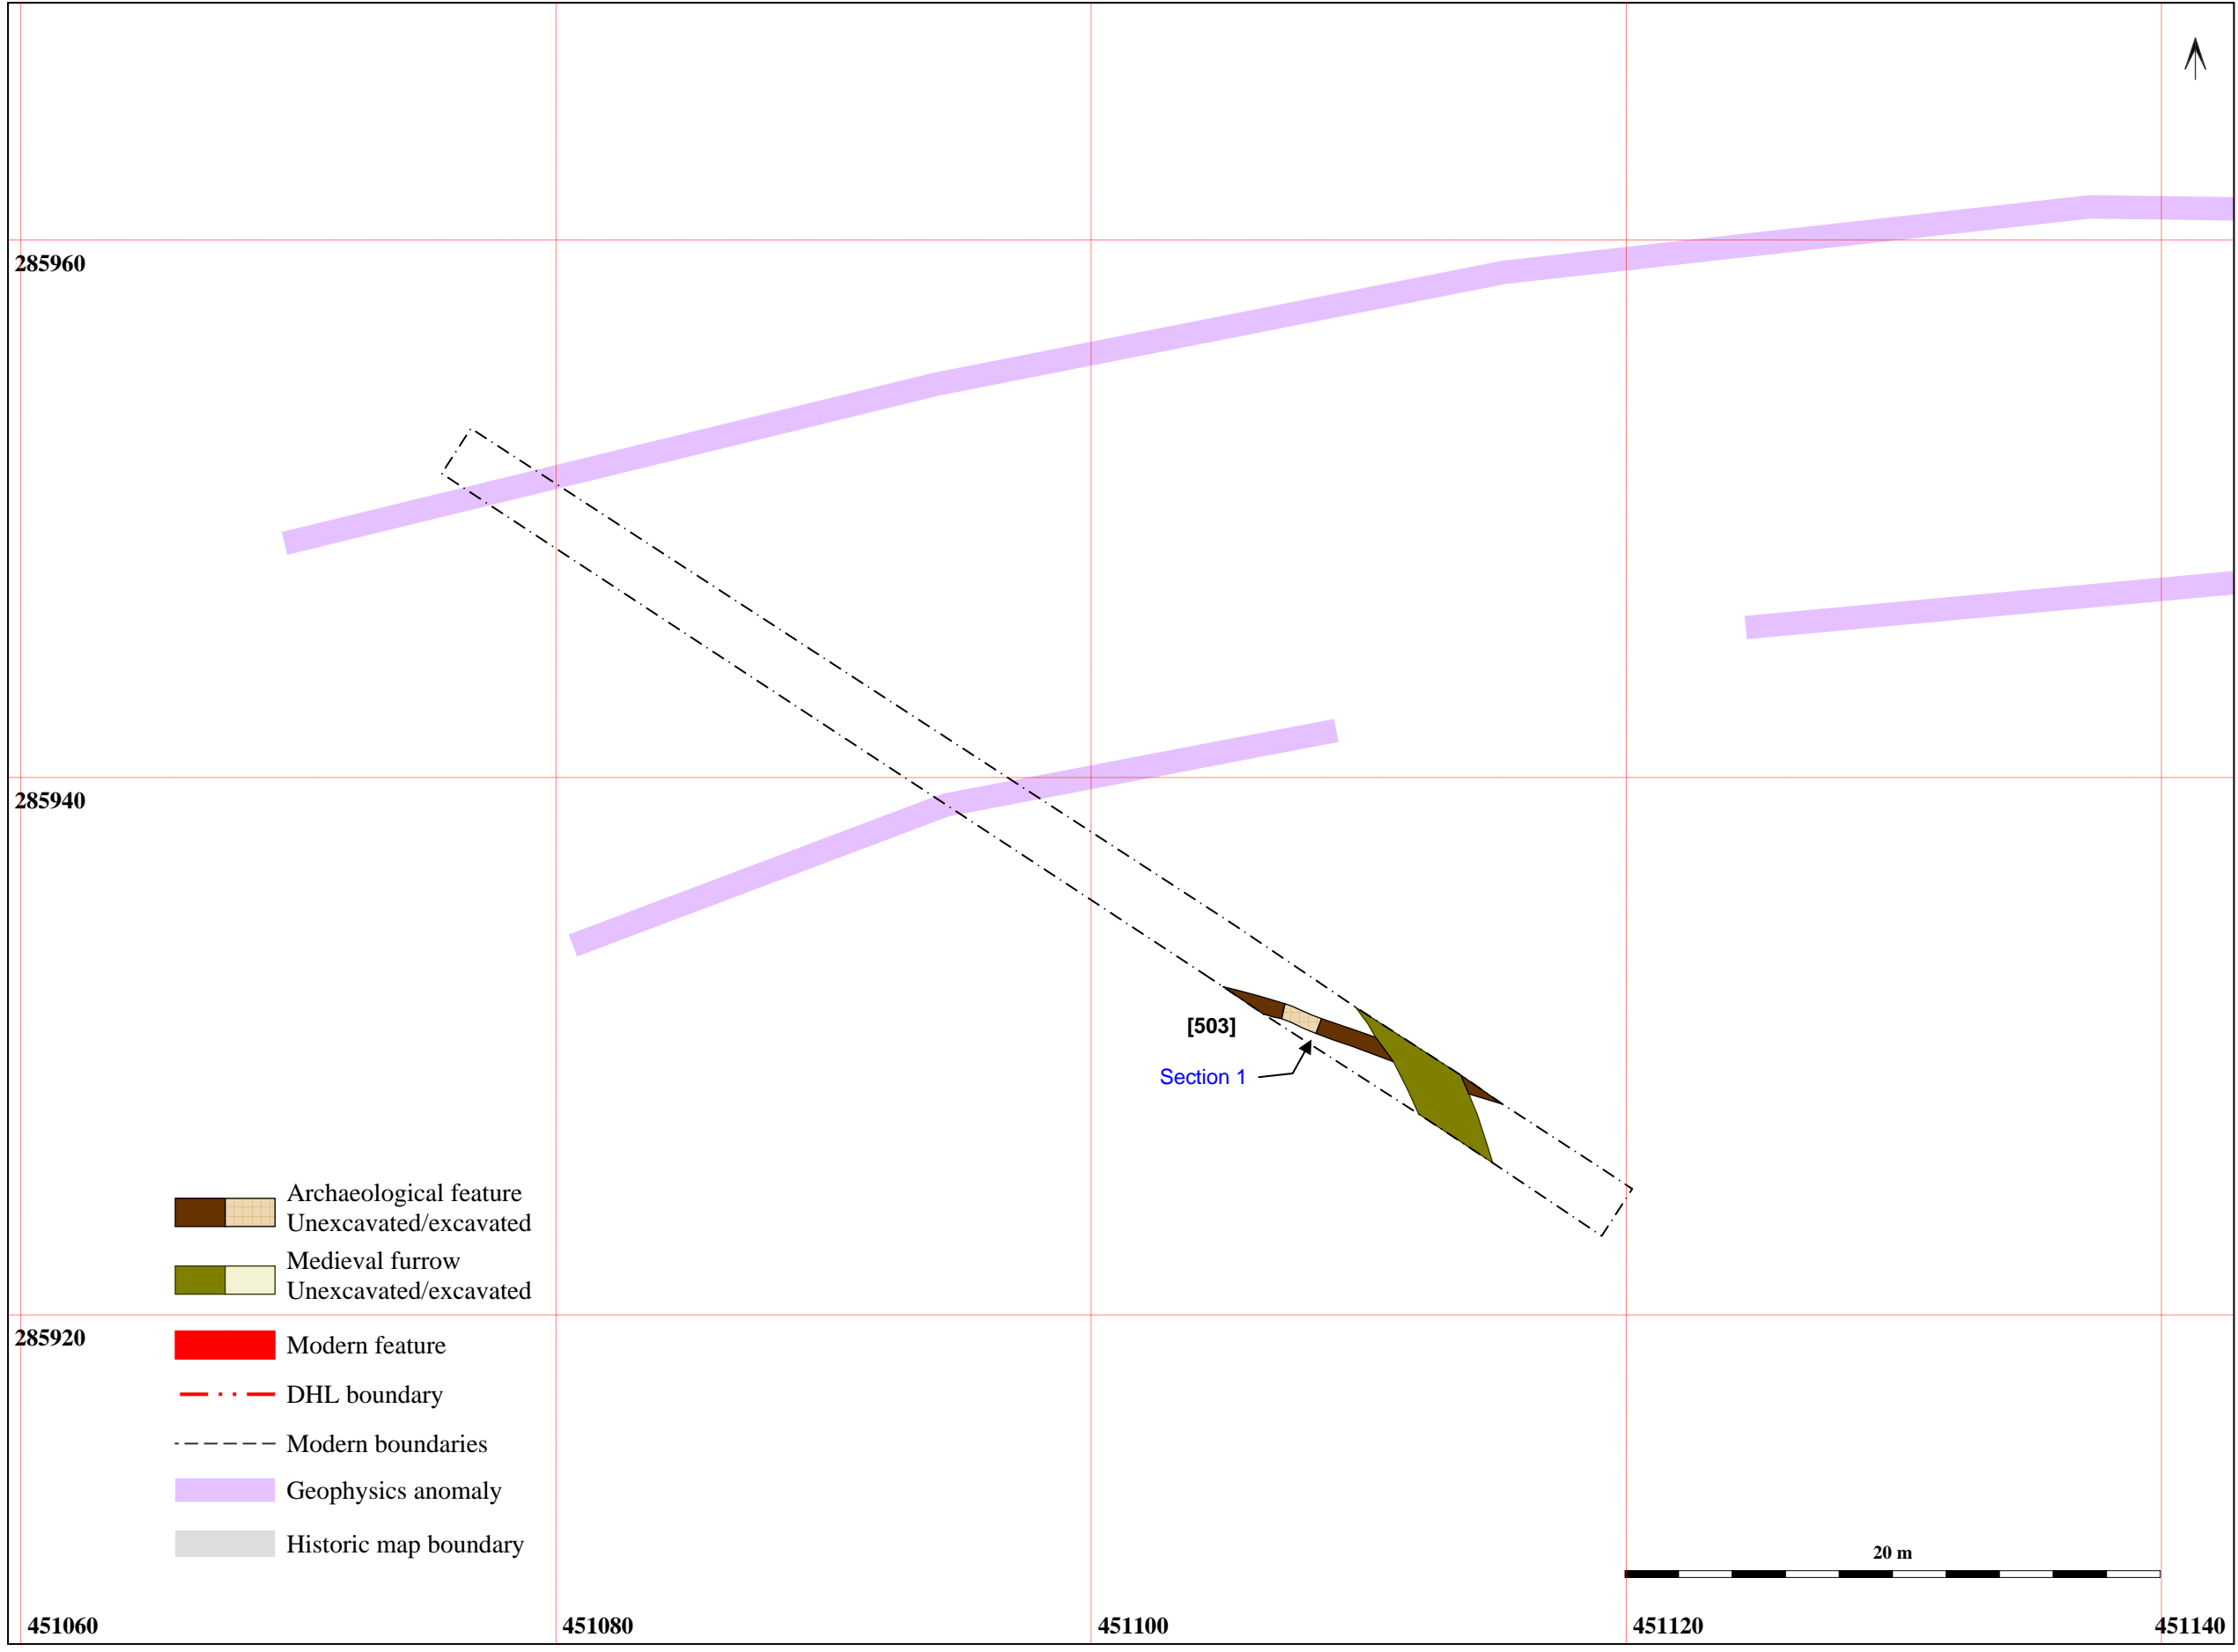 285960
285940
[503]
Section 1
Archaeological feature
Unexcavated/excavated
Medieval furrow
Unexcavated/excavated
285920
Modern feature
DHL boundary
Modern boundaries
Geophysics anomaly
Historic map boundary
20 m
451060
451080
451100
451120
451140